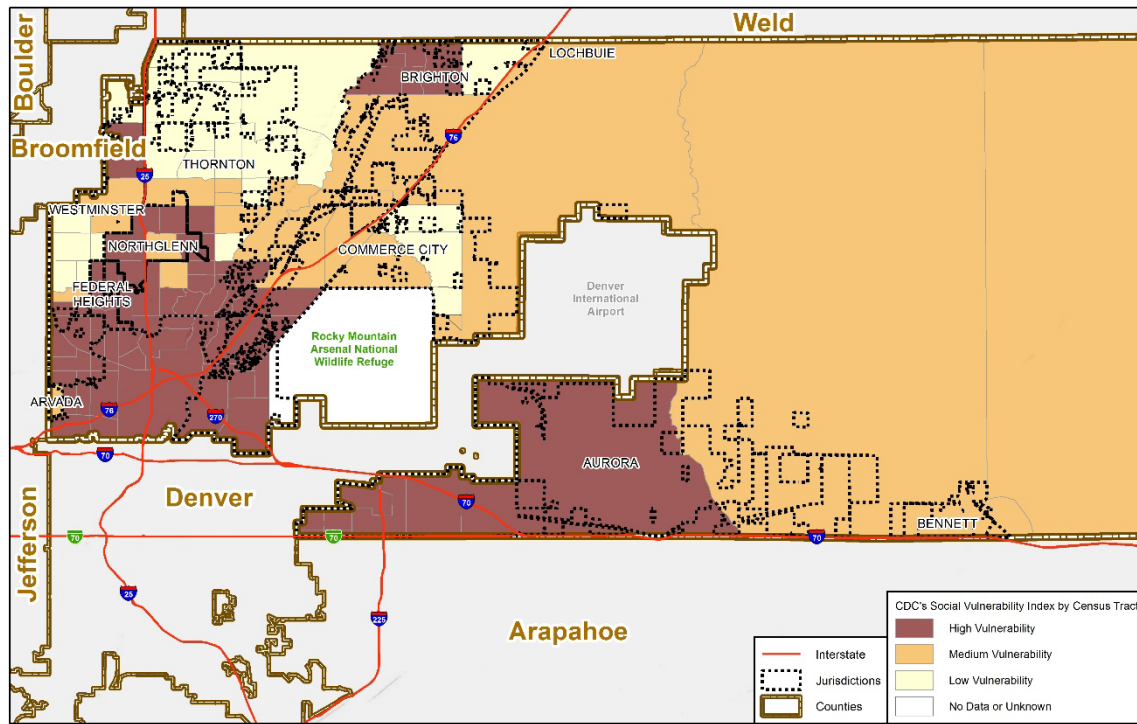 Weld
Boulder
LOCHBUIE
BRIGHTON
76
Broomfield
THORNTON
25
WESTMINSTER
NORTHGLENN
COMMERCE CITY
FEDERAL
HEIGHTS
Denver
International
Airport
Rocky Mountain
Arsenal National
Wildlife Refuge
ARVADA
76
270
70
AURORA
Denver
70
BENNETT
Jefferson
70
70
70
25
225
Arapahoe
Interstate
Jurisdictions
Counties
CDC's Social Vulnerability Index by Census Tract
High Vulnerability
Medium Vulnerability
Low Vulnerability
No Data or Unknown